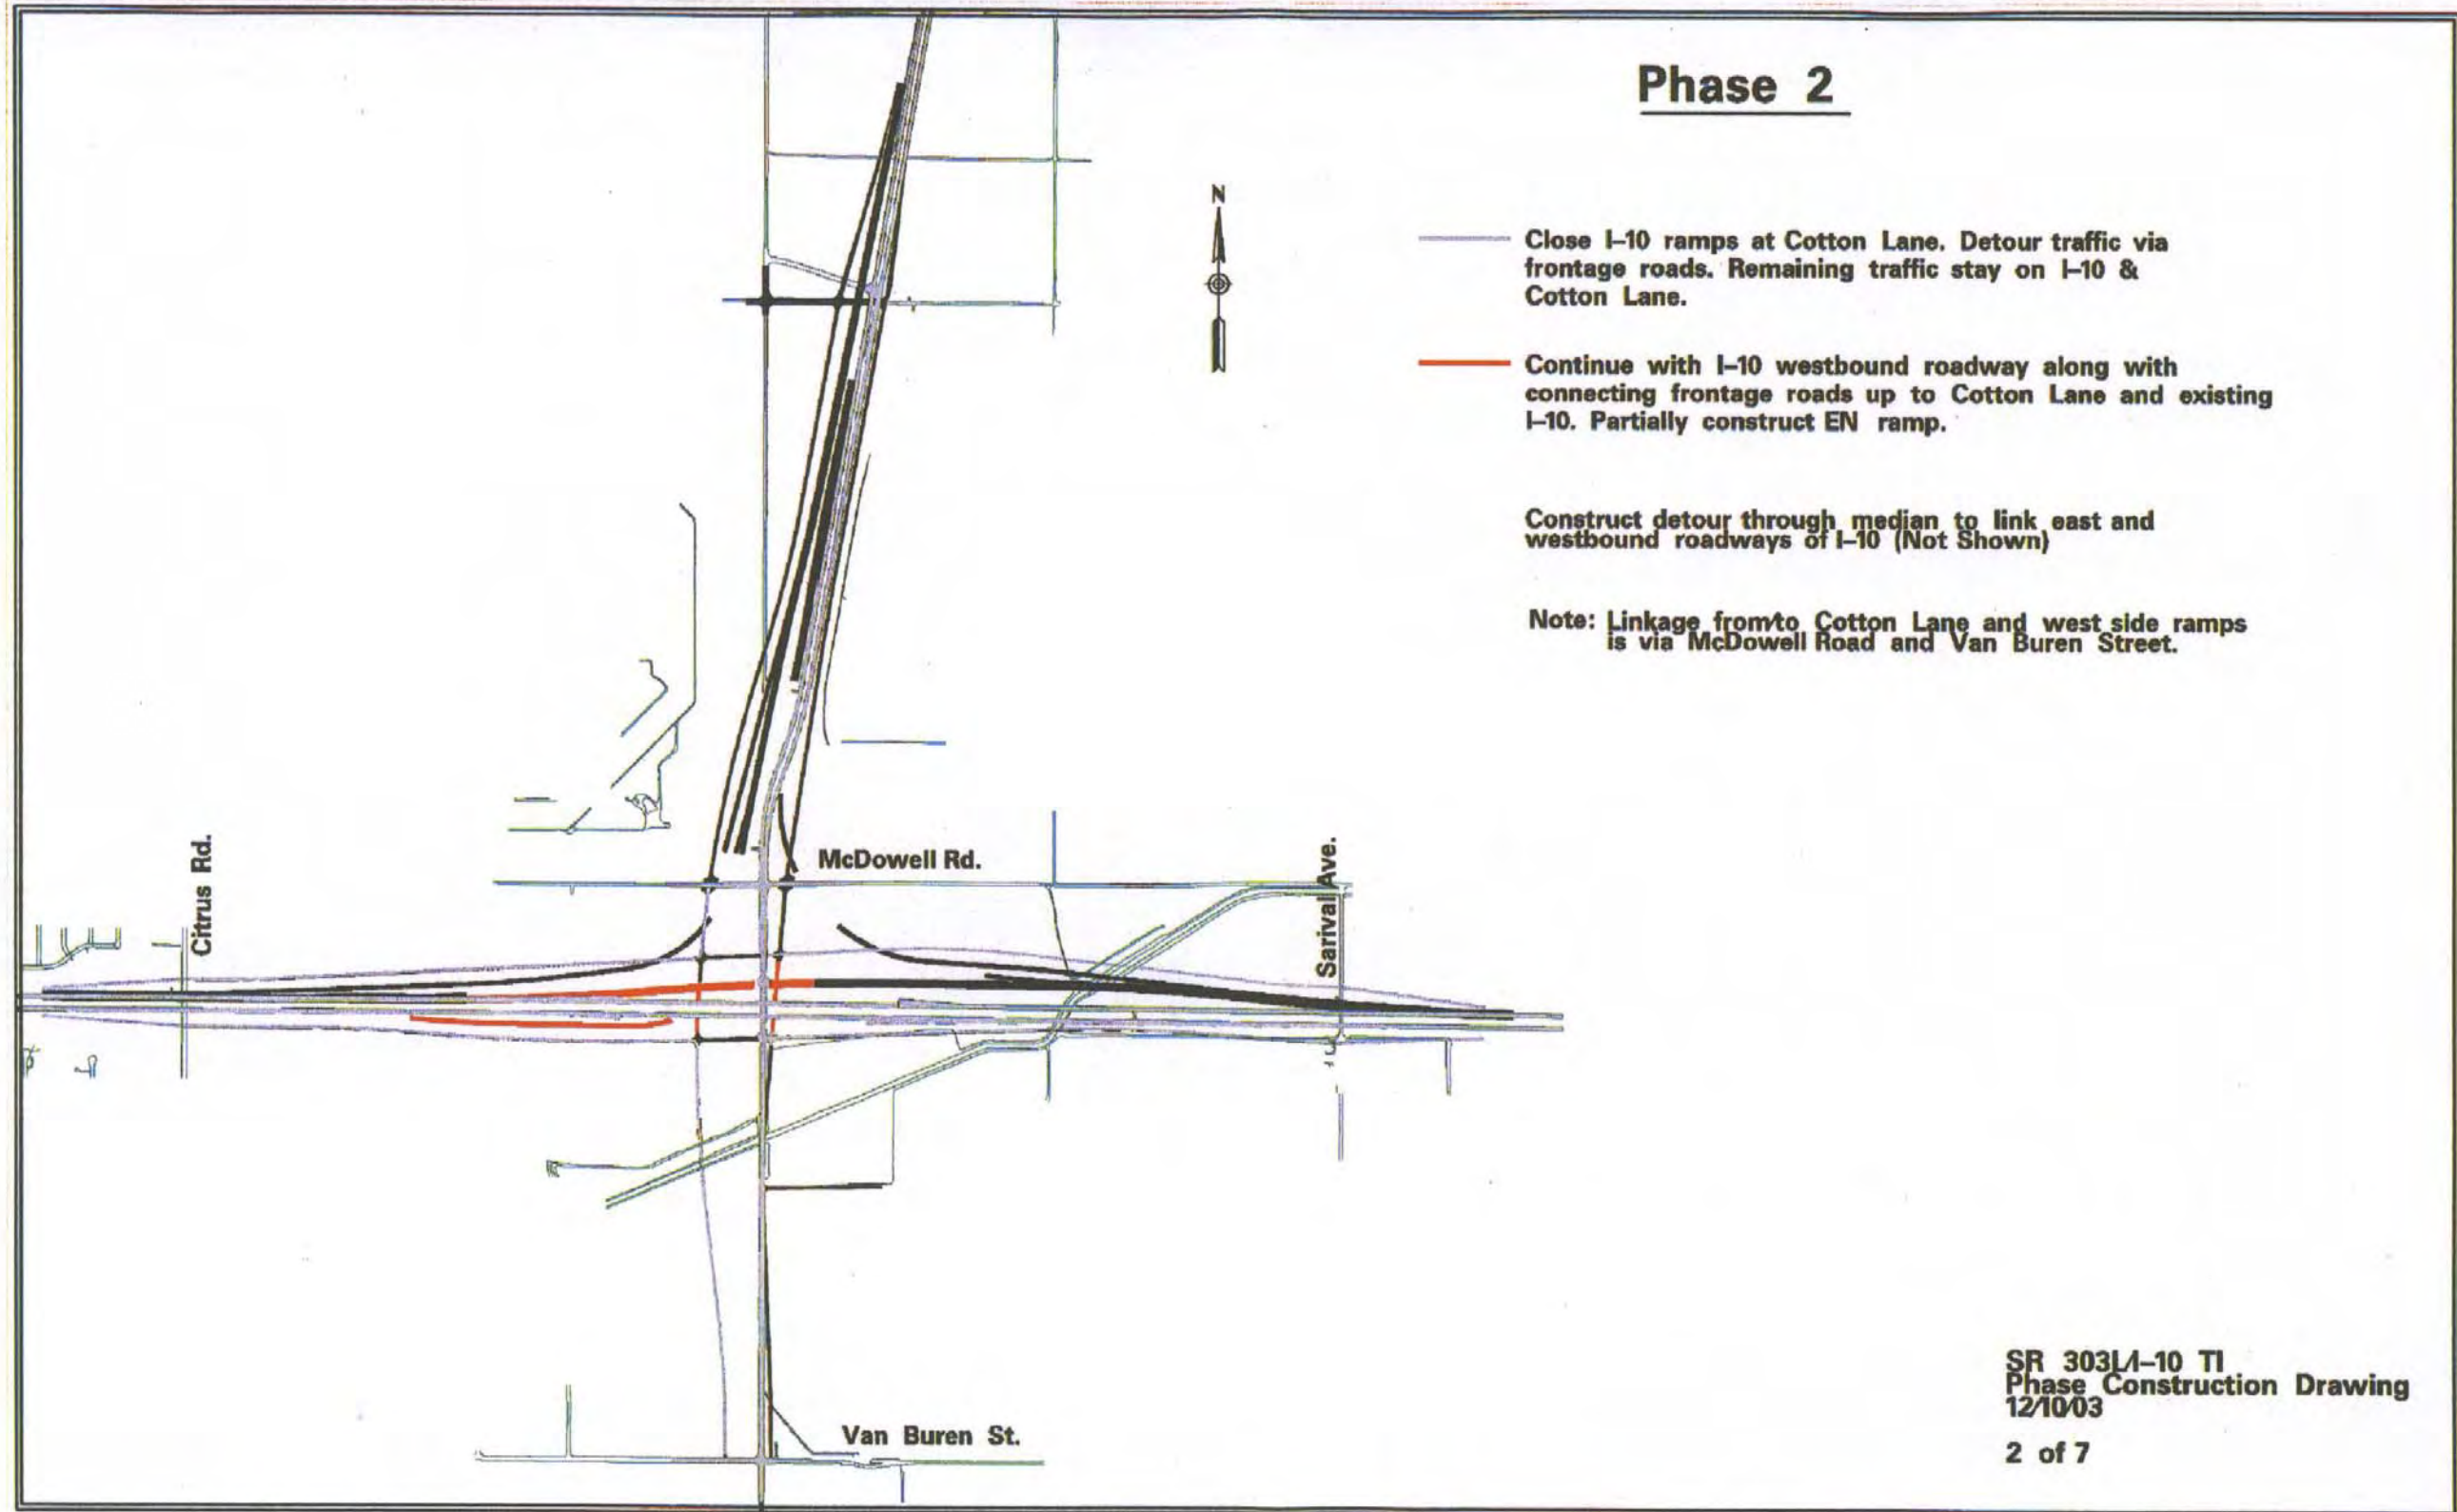 Phase 2
N
Close I-10 ramps at Cotton Lane. Detour traffic via
frontage roads. Remaining traffic stay on I-10 &
Cotton Lane.
Continue with I-10 westbound roadway along with
connecting frontage roads up to Cotton Lane and existing
I-10. Partially construct EN ramp.
Construct detour through median to link east and
westbound roadways of I-10 (Not Shown)
Note: Linkage from/to Cotton Lane and west side ramps
is via McDowell Road and Van Buren Street.
McDowell Rd.
Citrus Rd.
Sarival Ave.
Van Buren St.
SR 303L/I-10 TI
Phase Construction Drawing
12/10/03
2 of 7